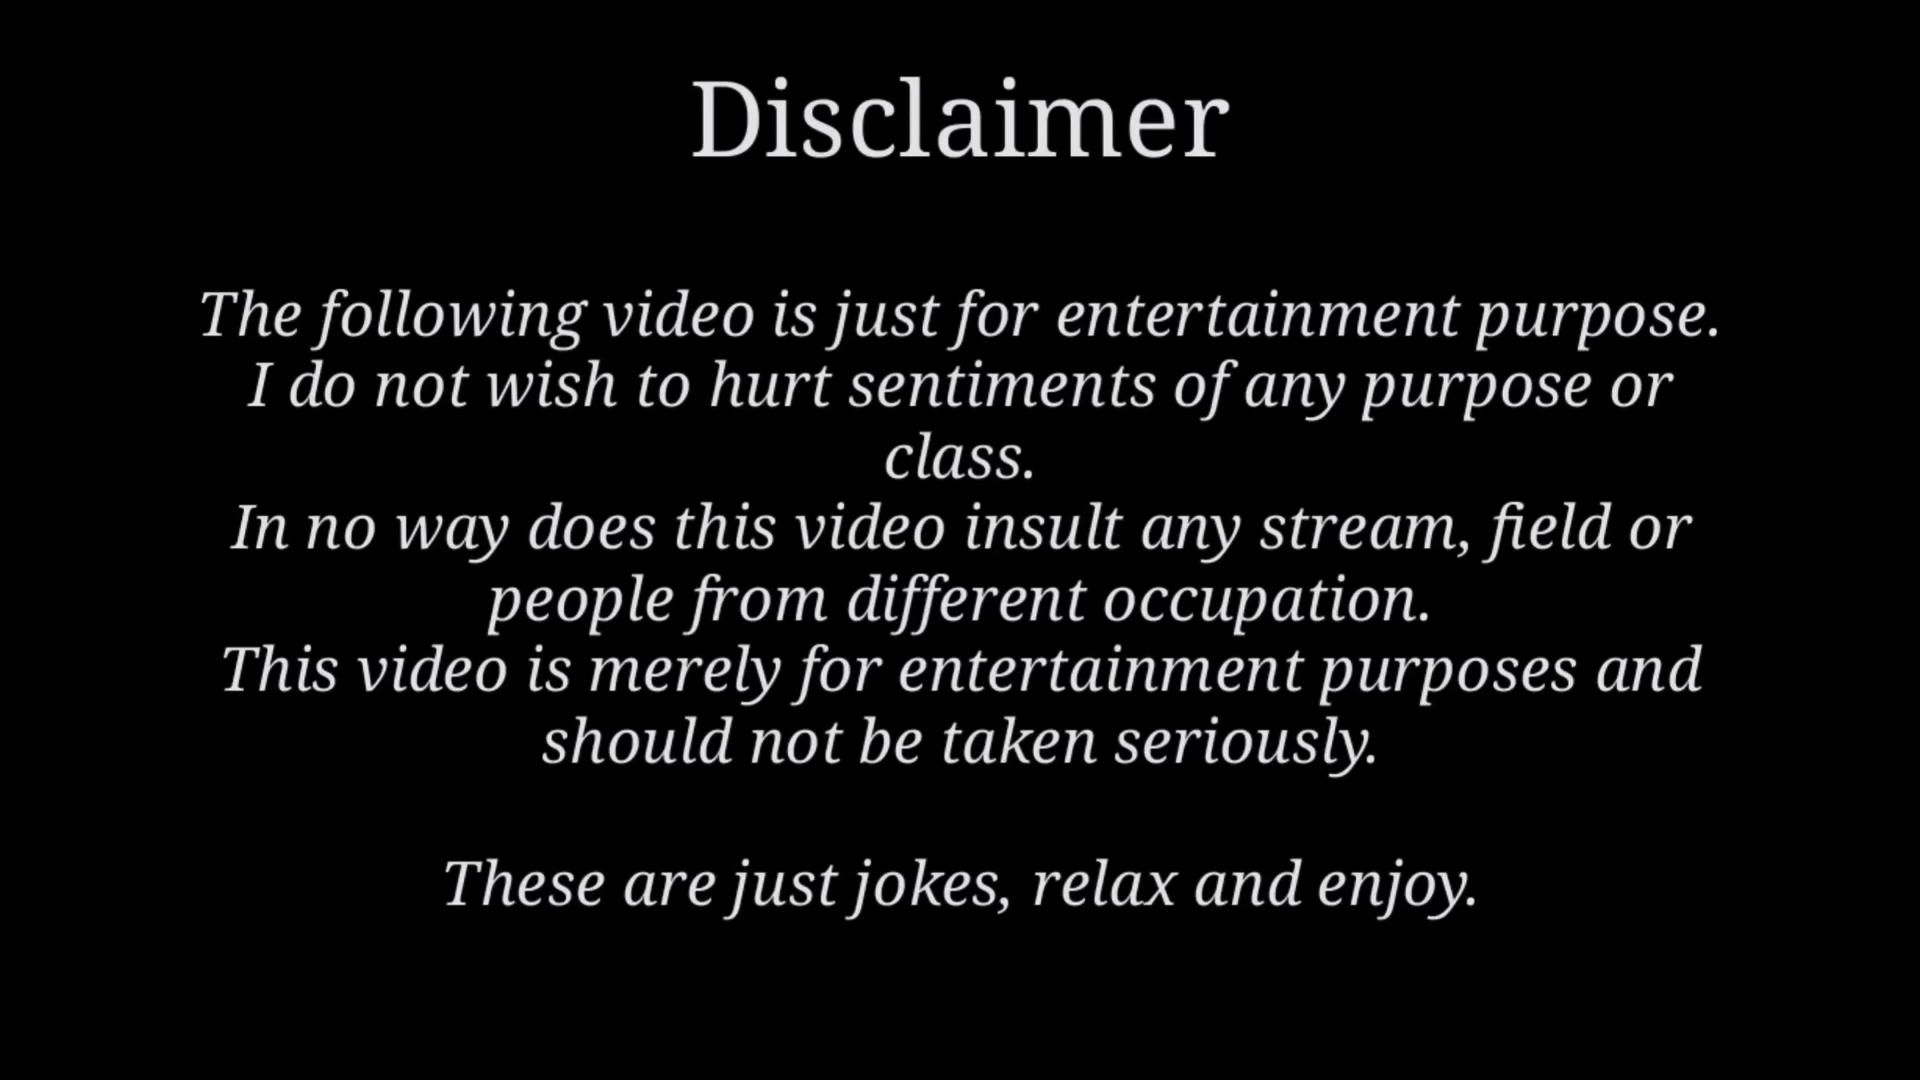 Disclaimer
The following video is just for entertainment purpose.
I do not wish to hurt sentiments of any purpose or
class.
In no way does this video insult any stream, field or
people from different occupation.
This video is merely for entertainment purposes and
should not be taken seriously.
These are just jokes, relax and enjoy.